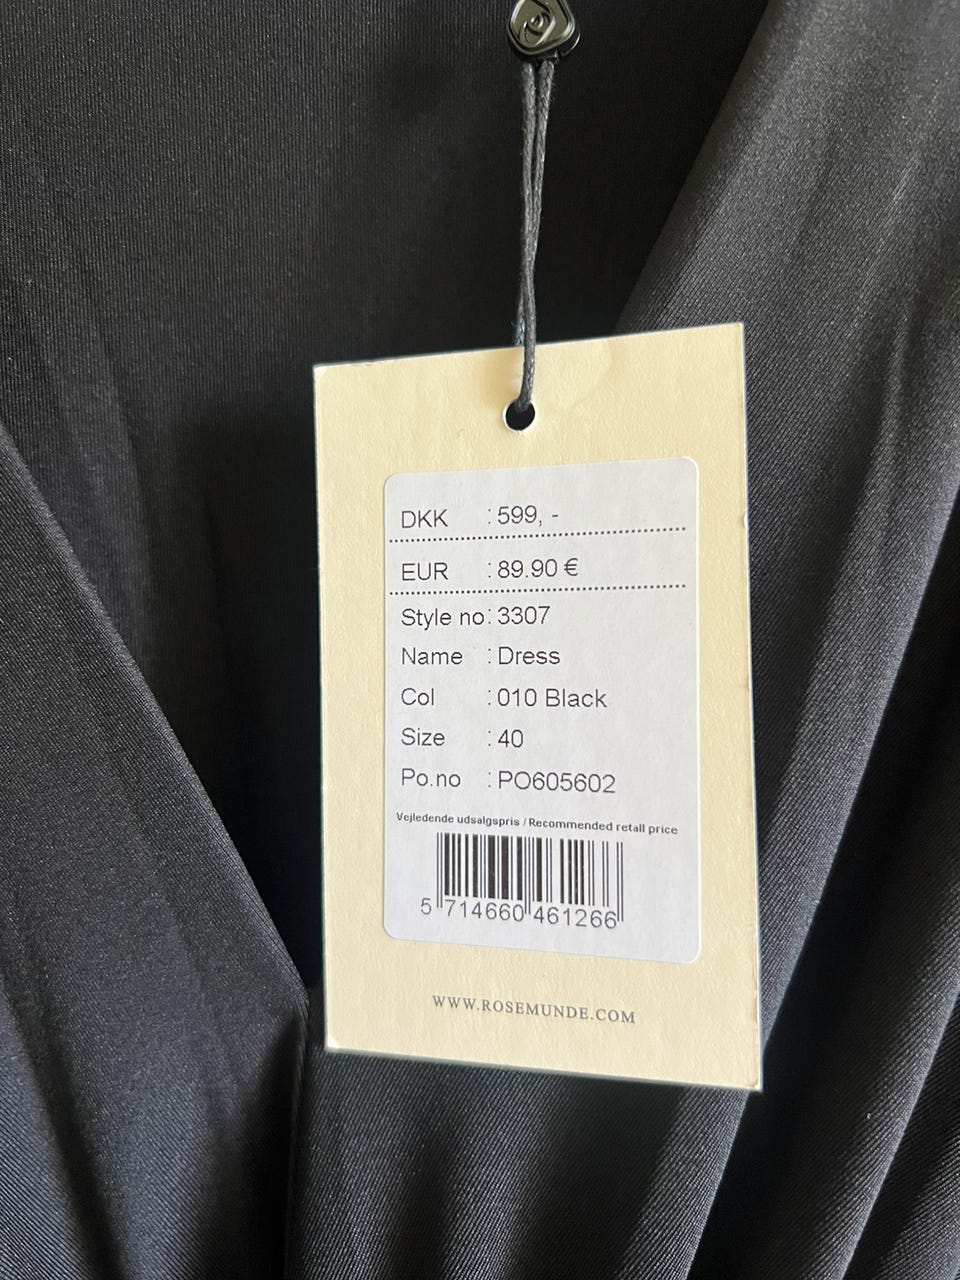 DKK : 599, -
EUR : 89.90 €
Style no: 3307
Name : Dress
Col : 010 Black
Size : 40
Po.no : PO605602
Vejledende udsalgspris / Recommended retail price
5 714660 461266
WWW.ROSEMUNDE.COM